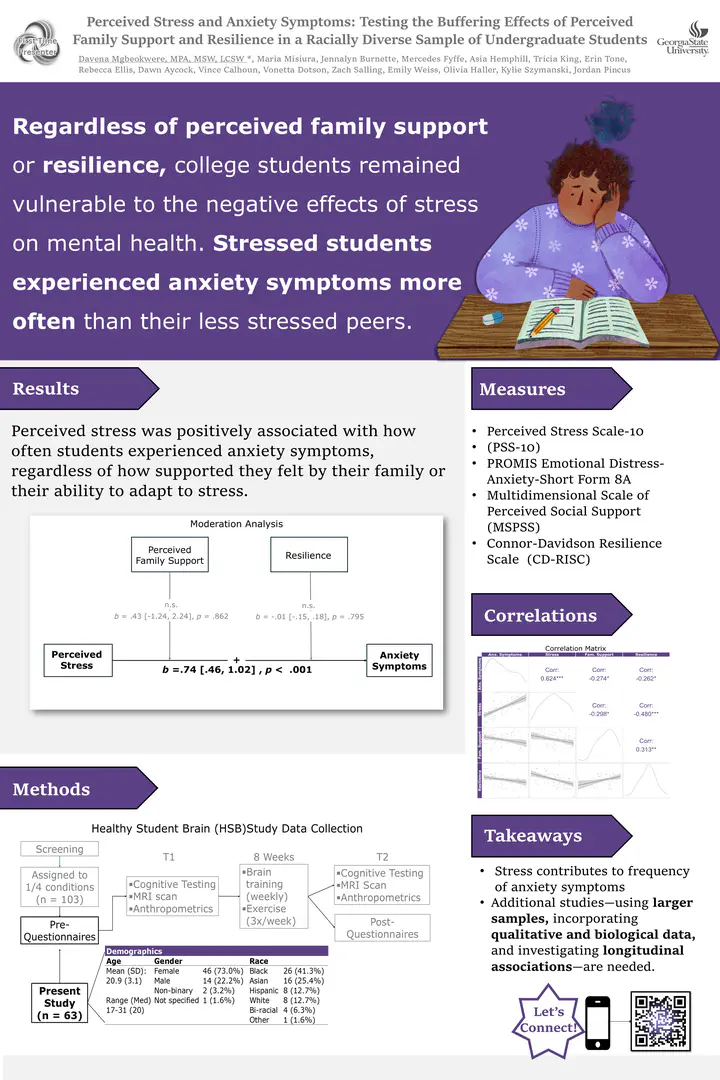 First Time
Presenter
Perceived Stress and Anxiety Symptoms: Testing the Buffering Effects of Perceived
Family Support and Resilience in a Racially Diverse Sample of Undergraduate Students
Davena Mgbeokwere, MPA, MSW, LCSW *, Maria Misiura, Jennalyn Burnette, Mercedes Fyffe, Asia Hemphill, Tricia King, Erin Tone,
Rebecca Ellis, Dawn Aycock, Vince Calhoun, Vonetta Dotson, Zach Salling, Emily Weiss, Olivia Haller, Kylie Szymanski, Jordan Pincus
Georgia State
University
Regardless of perceived family support
or resilience, college students remained
vulnerable to the negative effects of stress
on mental health. Stressed students
experienced anxiety symptoms more
often than their less stressed peers.
Results
Perceived stress was positively associated with how
often students experienced anxiety symptoms,
regardless of how supported they felt by their family or
their ability to adapt to stress.
Moderation Analysis
Perceived
Family Support
Resilience
n.s.
b = .43 [-1.24, 2.24], p = .862
n.s.
b = -.01 [-.15, .18], p = .795
Perceived
Stress
+
b =.74 [.46, 1.02] , p < .001
Anxiety
Symptoms
Measures
• Perceived Stress Scale-10
• (PSS-10)
• PROMIS Emotional Distress-
Anxiety-Short Form 8A
• Multidimensional Scale of
Perceived Social Support
(MSPSS)
• Connor-Davidson Resilience
Scale (CD-RISC)
Correlations
Correlation Matrix
Anx. Symptoms Stress Fam. Support Resilience
Anx. Symptoms
Corr:
0.624***
Corr:
-0.274*
Corr:
-0.262*
Stress
Corr:
-0.298*
Corr:
-0.480***
Fam. Support
Corr:
0.313**
Resilience
Methods
Healthy Student Brain (HSB)Study Data Collection
Screening
Assigned to
1/4 conditions
(n = 103)
Pre-
Questionnaires
Present
Study
(n = 63)
T1
▪Cognitive Testing
▪MRI scan
▪Anthropometrics
8 Weeks
▪Brain
training
(weekly)
▪Exercise
(3x/week)
T2
▪Cognitive Testing
▪MRI Scan
▪Anthropometrics
Post-
Questionnaires
Demographics
Age Gender Race
Mean (SD): Female 46 (73.0%) Black 26 (41.3%)
20.9 (3.1) Male 14 (22.2%) Asian 16 (25.4%)
Non-binary 2 (3.2%) Hispanic 8 (12.7%)
Range (Med) Not specified 1 (1.6%) White 8 (12.7%)
17-31 (20) Bi-racial 4 (6.3%)
Other 1 (1.6%)
Takeaways
• Stress contributes to frequency
of anxiety symptoms
• Additional studies—using larger
samples, incorporating
qualitative and biological data,
and investigating longitudinal
associations—are needed.
Let's
Connect!